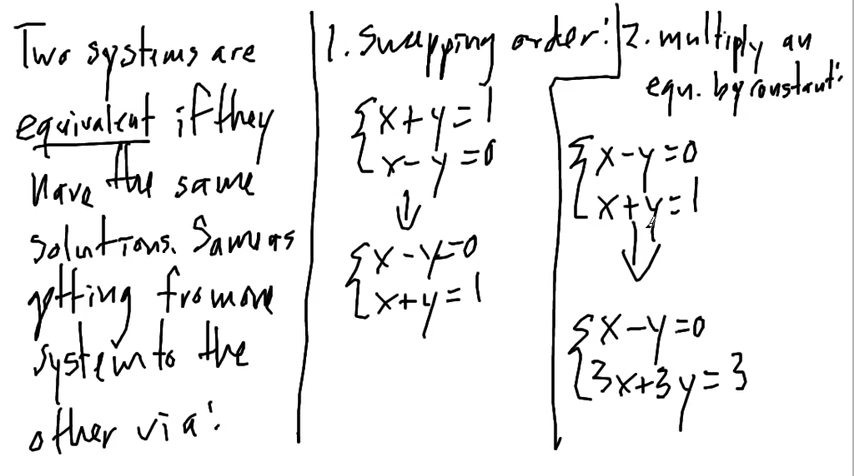 Two systems are
equivalent if they
have the same
solutions. Same as
getting from one
system to the
other via:
1. Swapping order:
{x+y=1
{x-y=0
↓
{x-y=0
{x+y=1
2. multiply an
eqn. by constant:
{x-y=0
{x+y=1
↓
{x-y=0
{3x+3y=3